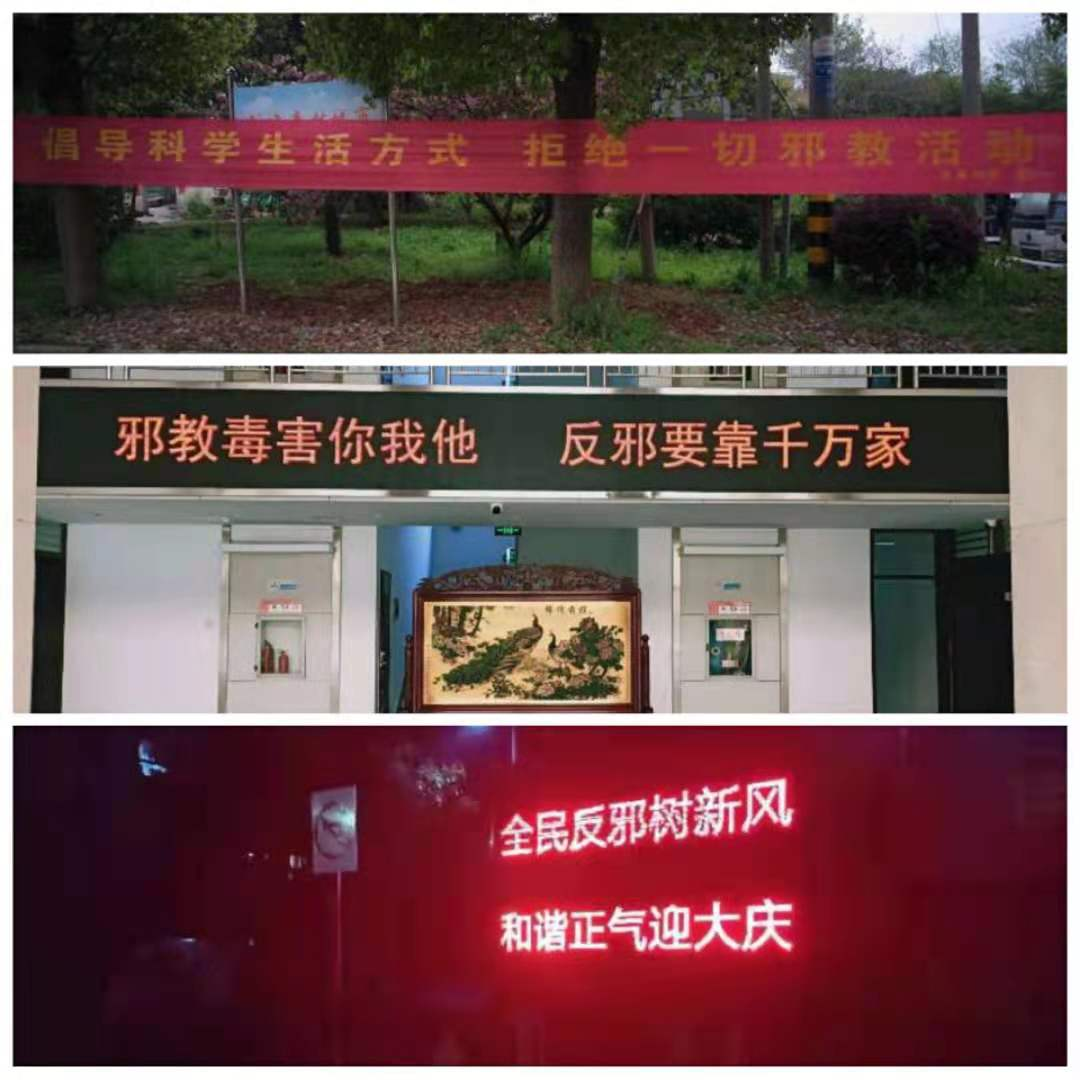 倡导科学生活方式 拒绝一切邪教活动
邪教毒害你我他 反邪要靠千万家
全民反邪树新风
和谐正气迎大庆